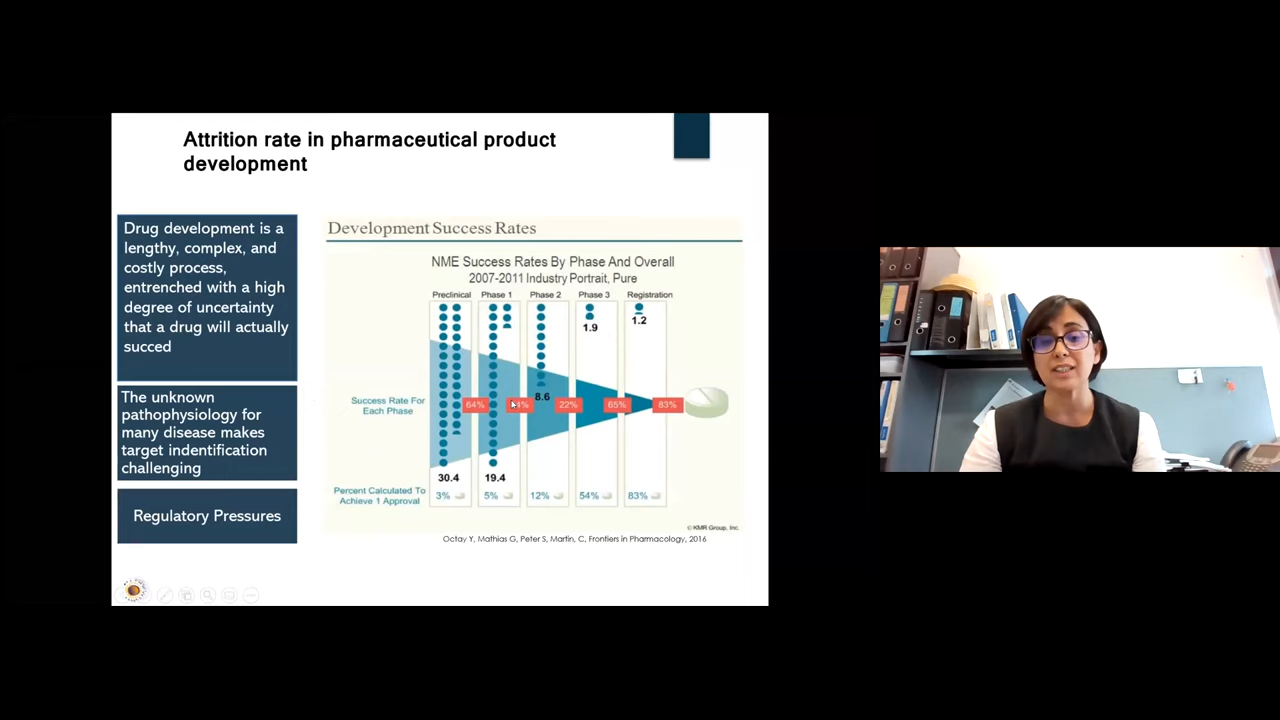 Attrition rate in pharmaceutical product
development
Drug development is a
lengthy, complex, and
costly process,
entrenched with a high
degree of uncertainty
that a drug will actually
succed
The unknown
pathophysiology for
many disease makes
target indentification
challenging
Regulatory Pressures
Development Success Rates
NME Success Rates By Phase And Overall
2007-2011 Industry Portrait, Pure
Preclinical Phase 1 Phase 2 Phase 3 Registration
1.9 1.2
8.6
Success Rate For
Each Phase
64% 22% 65% 83%
30.4 19.4
Percent Calculated To
Achieve 1 Approval
3% 5% 12% 54% 83%
© KMR Group, Inc.
Octay Y, Mathias G, Peter S, Martin, C, Frontiers in Pharmacology, 2016